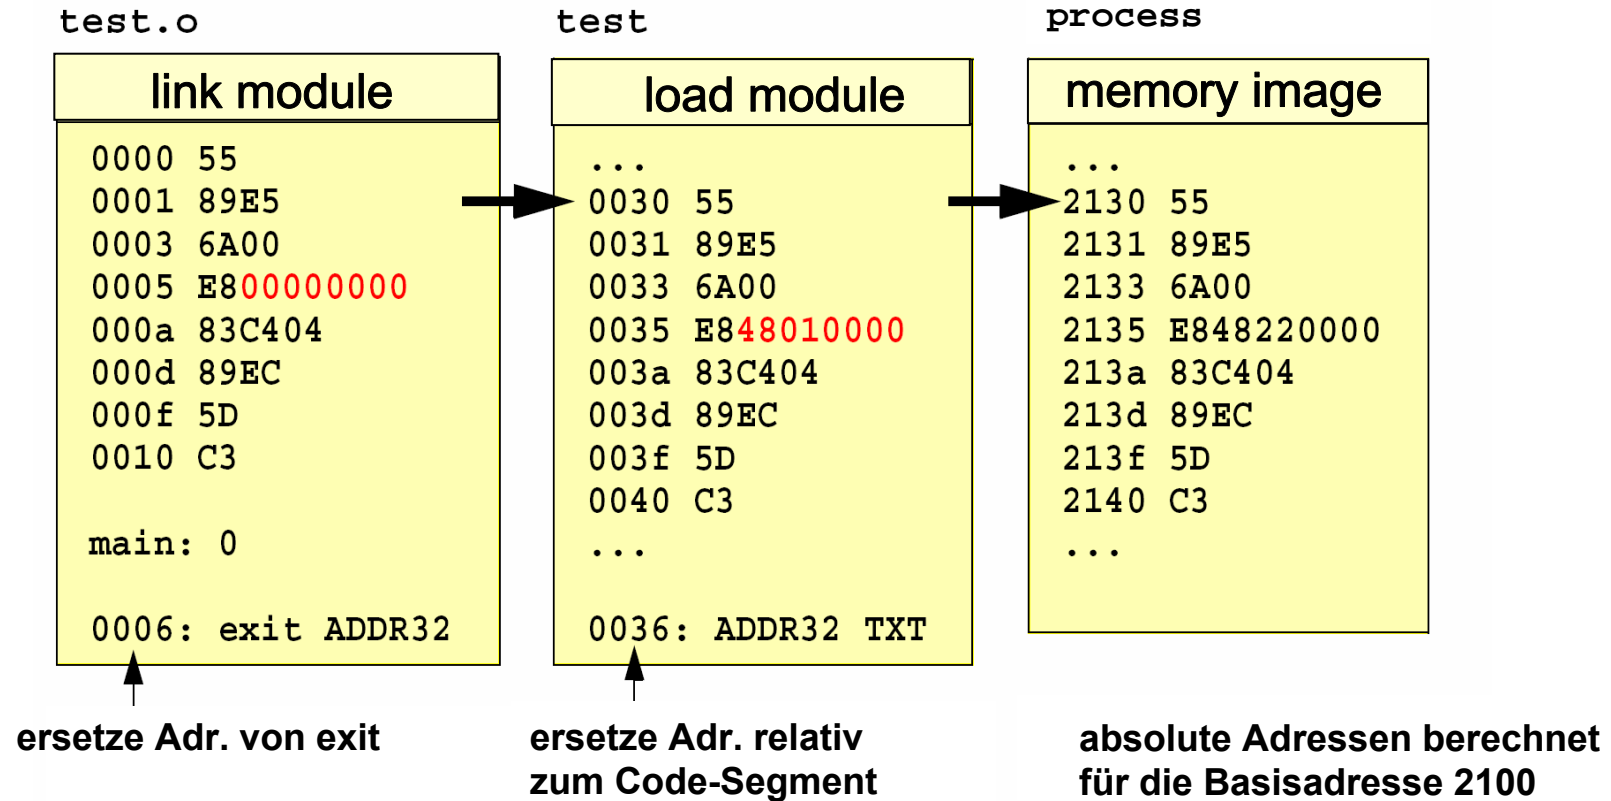 test.o
link module
0000 55
0001 89E5
0003 6A00
0005 E800000000
000a 83C404
000d 89EC
000f 5D
0010 C3
main: 0
0006: exit ADDR32
ersetze Adr. von exit
test
load module
...
0030 55
0031 89E5
0033 6A00
0035 E848010000
003a 83C404
003d 89EC
003f 5D
0040 C3
...
0036: ADDR32 TXT
ersetze Adr. relativ
zum Code-Segment
process
memory image
...
2130 55
2131 89E5
2133 6A00
2135 E848220000
213a 83C404
213d 89EC
213f 5D
2140 C3
...
absolute Adressen berechnet
für die Basisadresse 2100